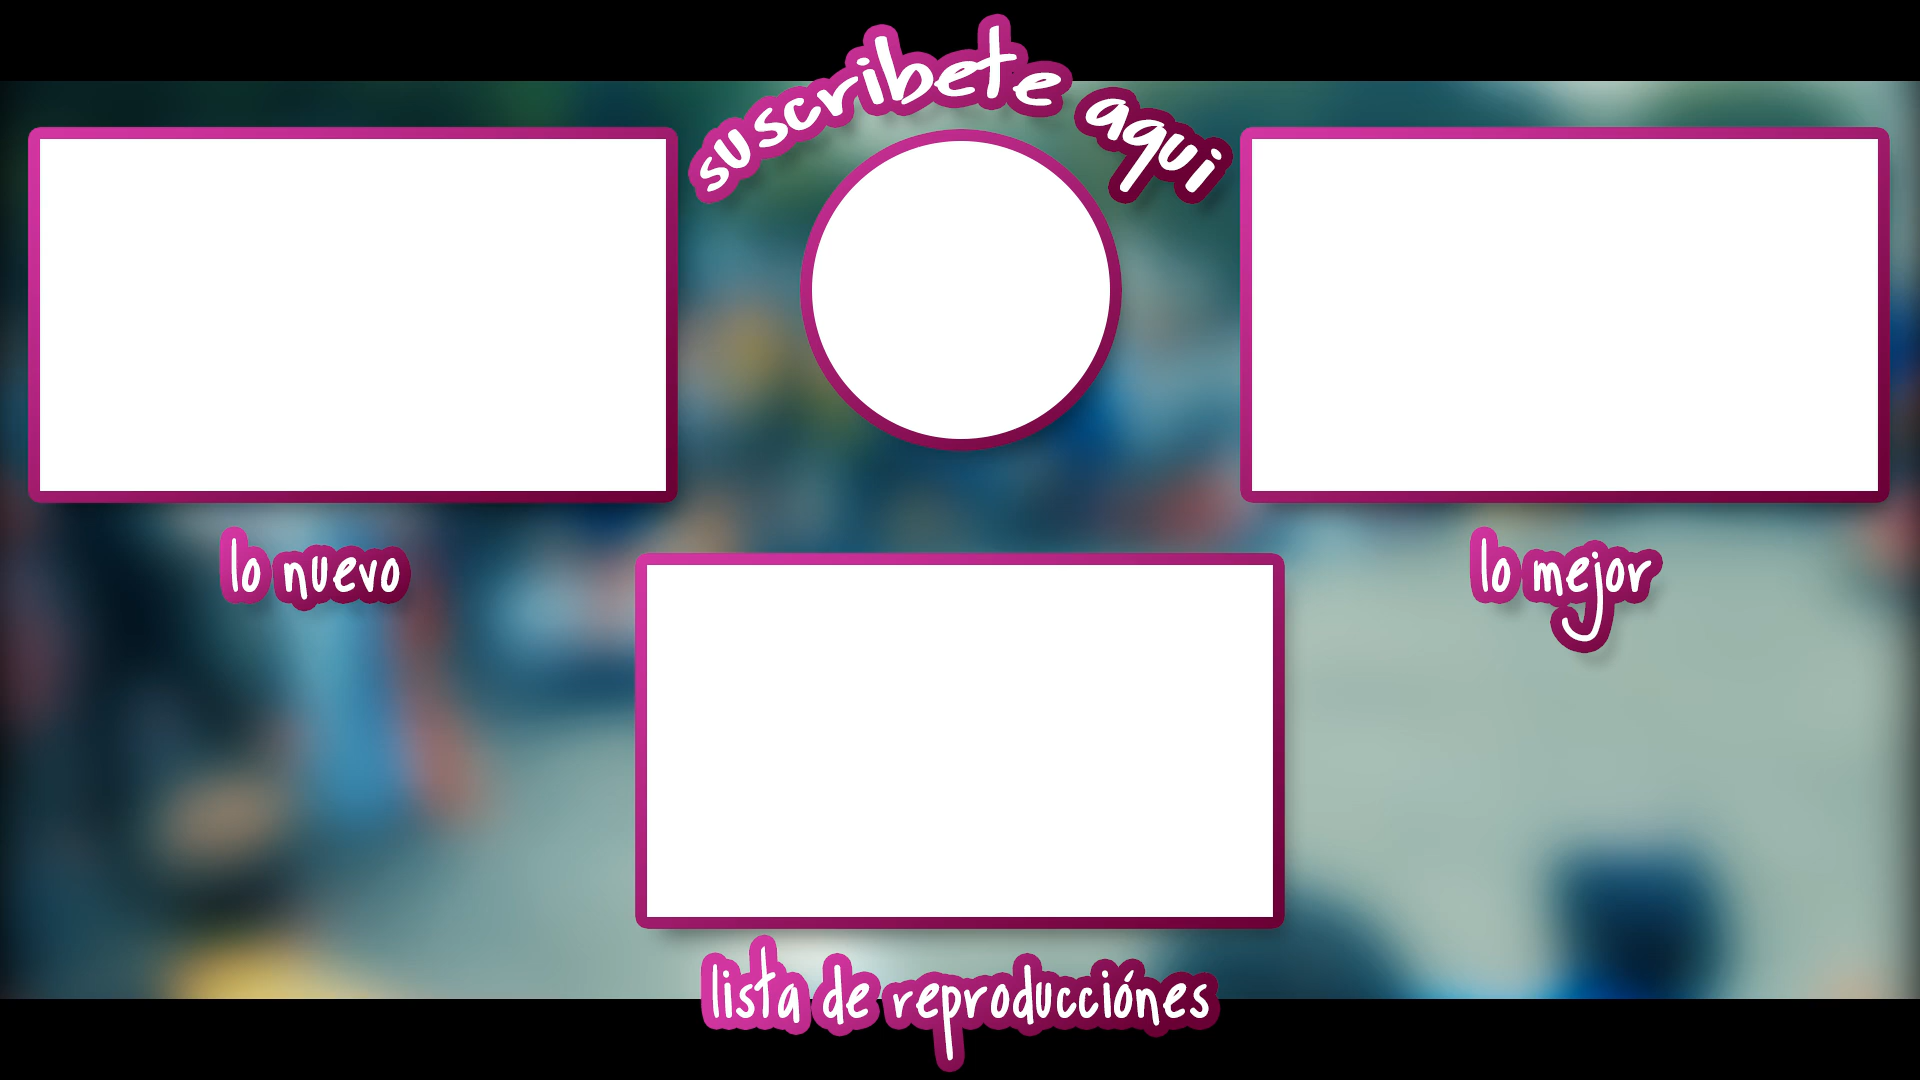 suscribete aqui
lo nuevo
lo mejor
lista de reproducciónes